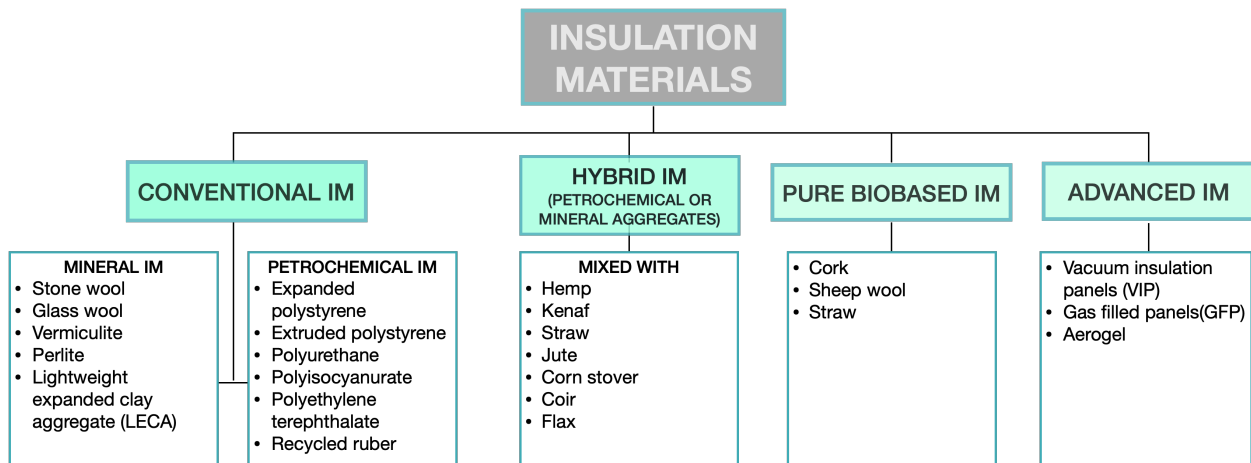 INSULATION
MATERIALS
CONVENTIONAL IM
HYBRID IM
(PETROCHEMICAL OR
MINERAL AGGREGATES)
PURE BIOBASED IM
ADVANCED IM
MINERAL IM
• Stone wool
• Glass wool
• Vermiculite
• Perlite
• Lightweight
expanded clay
aggregate (LECA)
PETROCHEMICAL IM
• Expanded
polystyrene
• Extruded polystyrene
• Polyurethane
• Polyisocyanurate
• Polyethylene
terephthalate
• Recycled ruber
MIXED WITH
• Hemp
• Kenaf
• Straw
• Jute
• Corn stover
• Coir
• Flax
• Cork
• Sheep wool
• Straw
• Vacuum insulation
panels (VIP)
• Gas filled panels(GFP)
• Aerogel